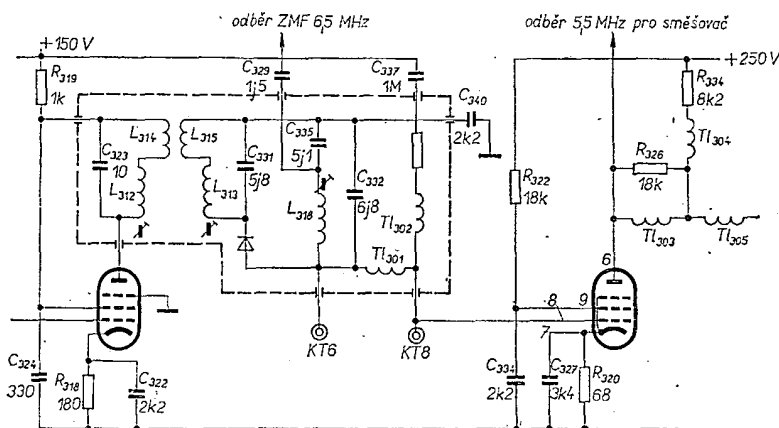 odběr ZMF 6,5 MHz
odběr 5,5 MHz pro směšovač
+150 V
+250 V
R319
1k
C329
1j5
C337
1M
R334
8k2
C340
2k2
L314
L315
C335
5j1
Tl304
C323
10
C331
5j8
R326
18k
C332
6j8
R322
18k
L312
L313
L318
Tl302
Tl303
Tl305
Tl301
6
8
9
7
KT6
KT8
C324
330
R318
180
C322
2k2
C334
2k2
C327
3k4
R320
68